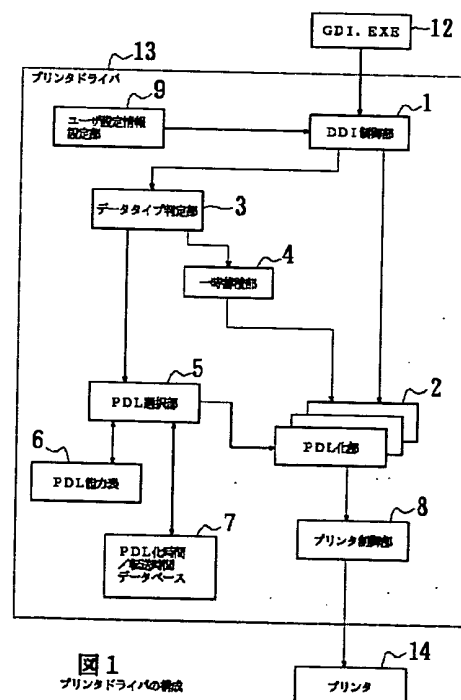 GDI.EXE
12
13
プリンタドライバ
9
ユーザ設定情報
設定部
1
DDI制御部
データタイプ判定部
3
4
一時蓄積部
5
PDL選択部
2
PDL化部
6
PDL能力表
7
PDL化時間
／転送時間
データベース
8
プリンタ制御部
14
プリンタ
図1
プリンタドライバの構成